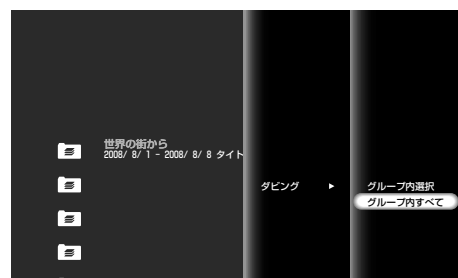 世界の街から
2008/ 8/ 1 - 2008/ 8/ 8 タイト
ダビング ▶
グループ内選択
グループ内すべて